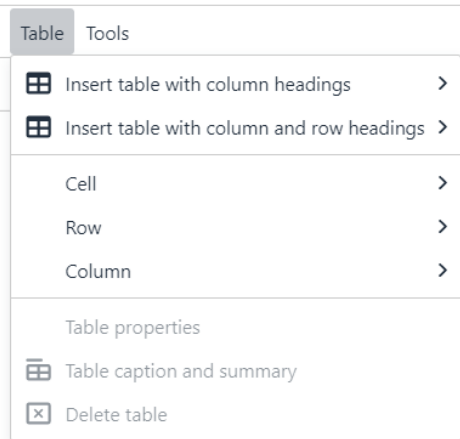 Table Tools
Insert table with column headings
Insert table with column and row headings
Cell
Row
Column
Table properties
Table caption and summary
Delete table